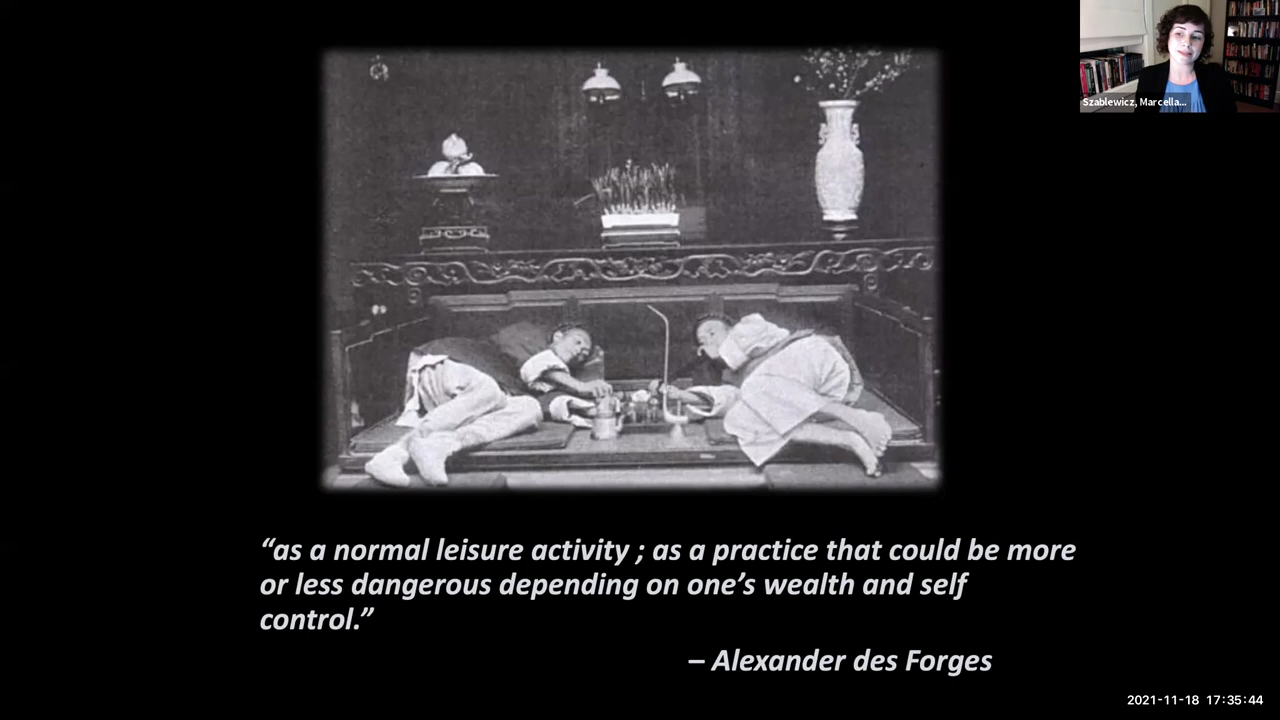 Szablewicz, Marcella...
“as a normal leisure activity ; as a practice that could be more
or less dangerous depending on one’s wealth and self
control.”
– Alexander des Forges
2021-11-18 17:35:44